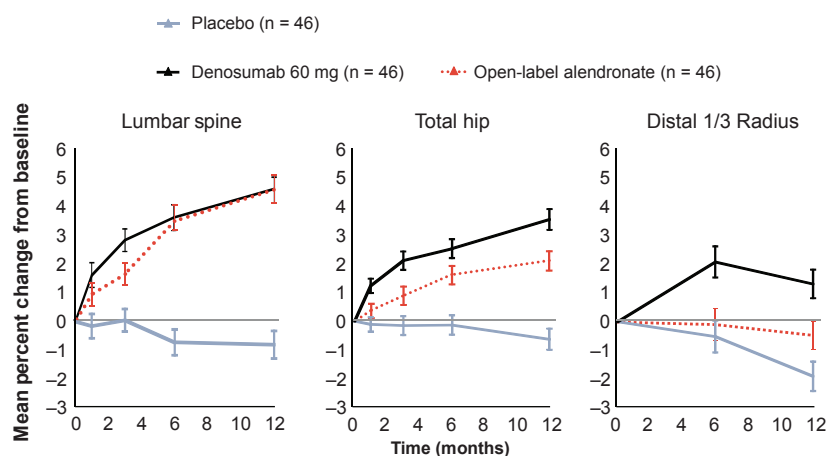 Placebo (n = 46)
Denosumab 60 mg (n = 46)
Open-label alendronate (n = 46)
Mean percent change from baseline
Lumbar spine
6
5
4
3
2
1
0
–1
–2
–3
0 2 4 6 8 10 12
Total hip
6
5
4
3
2
1
0
–1
–2
–3
0 2 4 6 8 10 12
Distal 1/3 Radius
6
5
4
3
2
1
0
–1
–2
–3
0 2 4 6 8 10 12
Time (months)